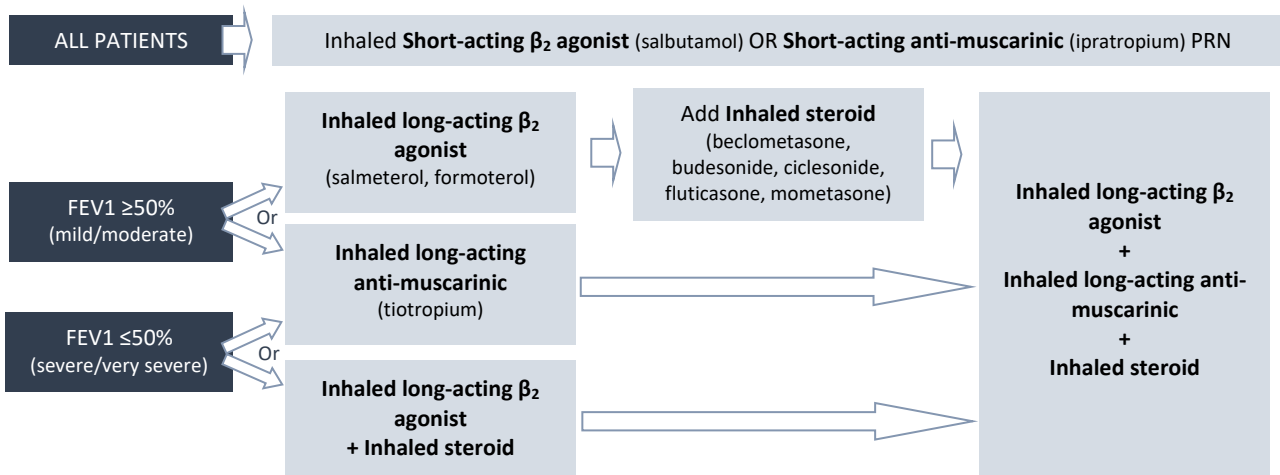 ALL PATIENTS
Inhaled Short-acting β₂ agonist (salbutamol) OR Short-acting anti-muscarinic (ipratropium) PRN
FEV1 ≥50%
(mild/moderate)
Or
Inhaled long-acting β₂
agonist
(salmeterol, formoterol)
Add Inhaled steroid
(beclometasone,
budesonide, ciclesonide,
fluticasone, mometasone)
Inhaled long-acting
anti-muscarinic
(tiotropium)
FEV1 ≤50%
(severe/very severe)
Or
Inhaled long-acting β₂
agonist
+ Inhaled steroid
Inhaled long-acting β₂
agonist
+
Inhaled long-acting anti-
muscarinic
+
Inhaled steroid